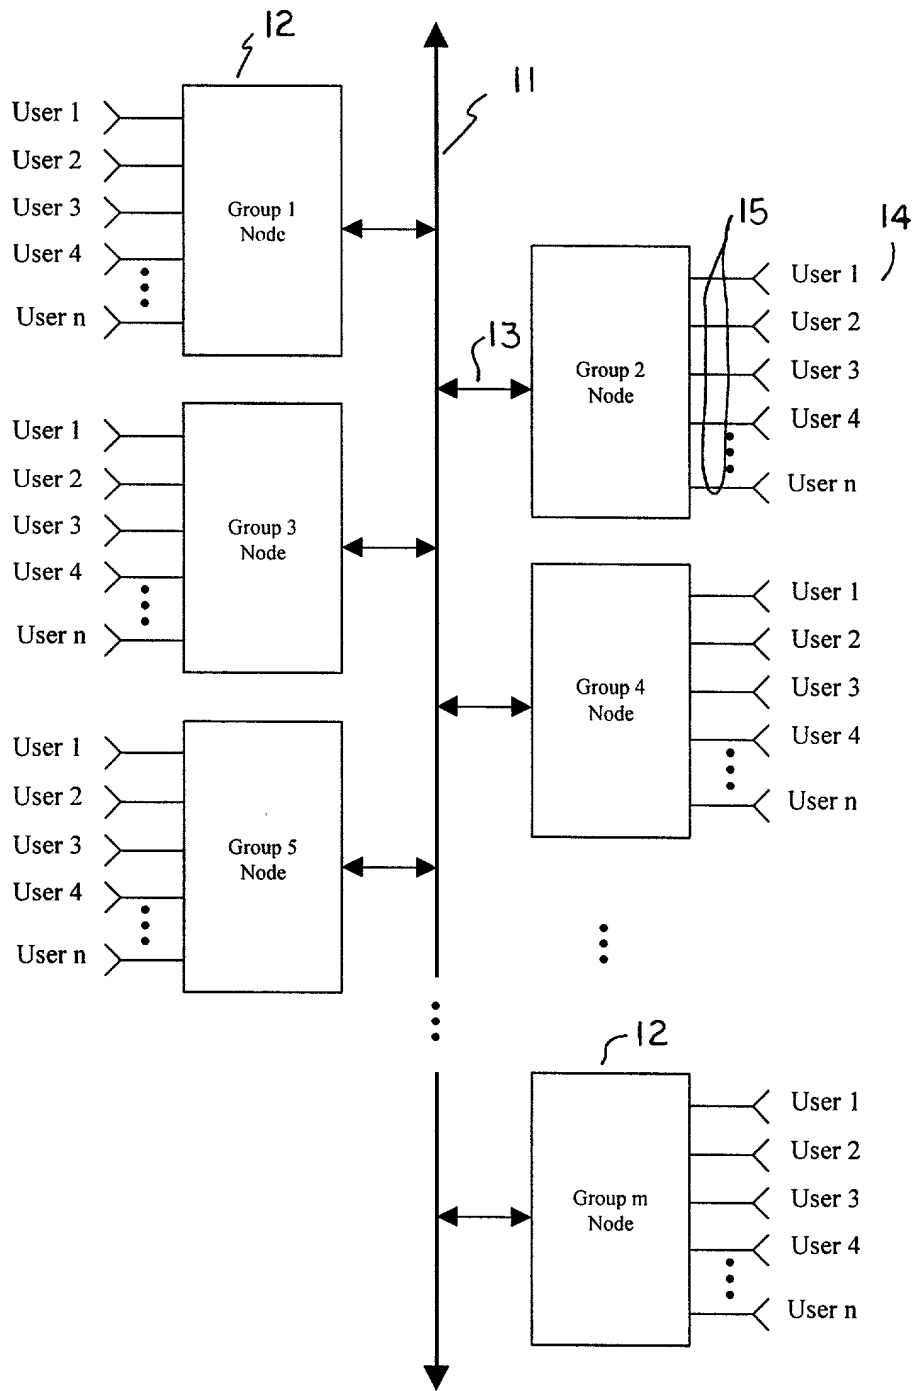 12
11
User 1
User 2
User 3
User 4
User n
Group 1
Node
15
14
13
Group 2
Node
User 1
User 2
User 3
User 4
User n
User 1
User 2
User 3
User 4
User n
Group 3
Node
Group 4
Node
User 1
User 2
User 3
User 4
User n
User 1
User 2
User 3
User 4
User n
Group 5
Node
12
Group m
Node
User 1
User 2
User 3
User 4
User n